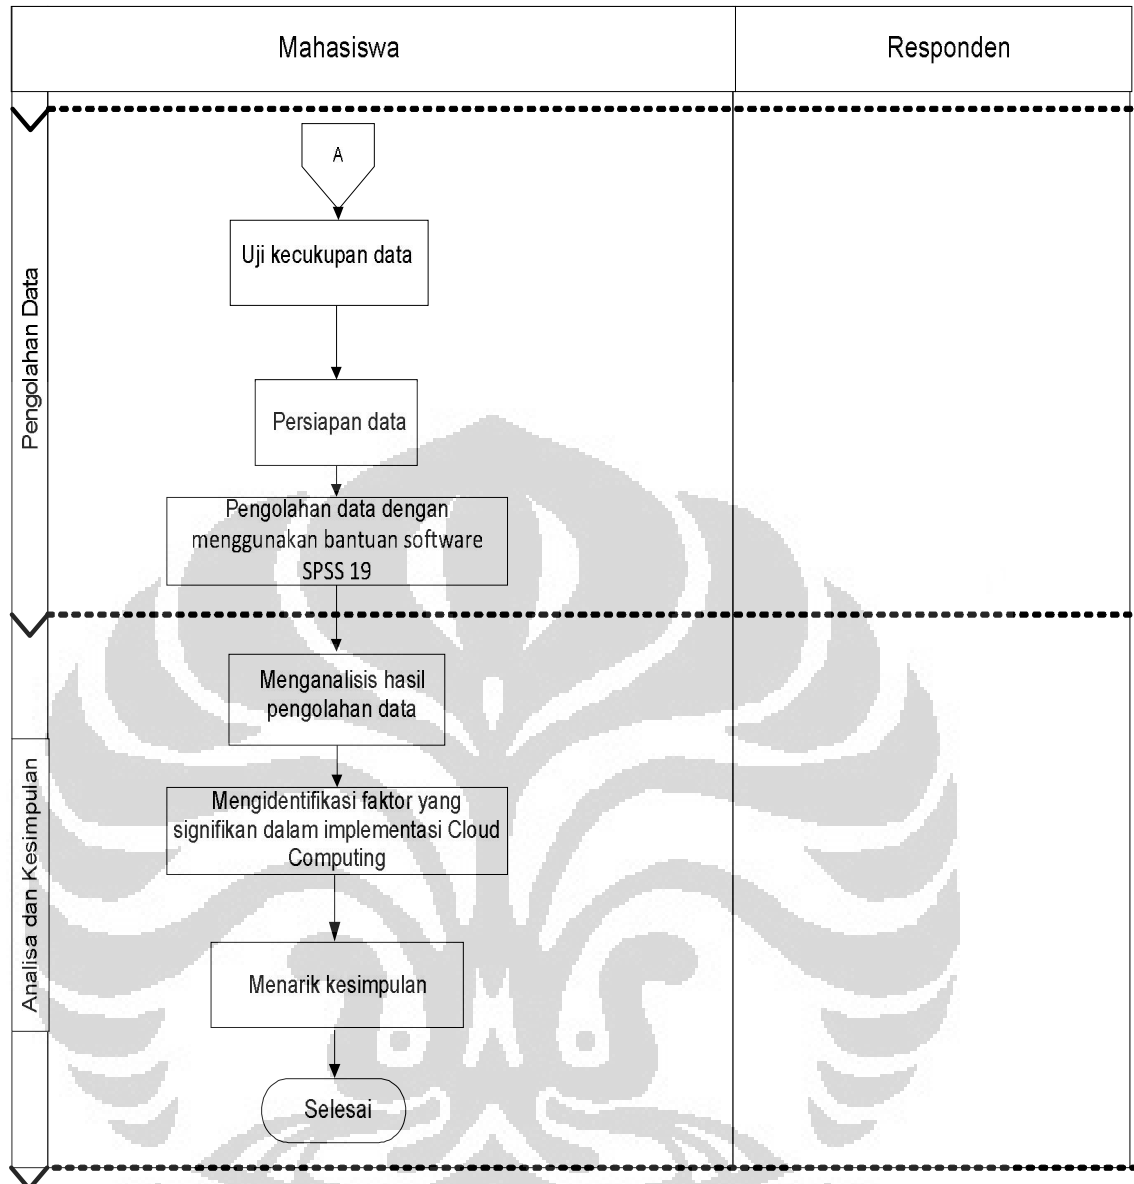 Mahasiswa
Responden
Pengolahan Data
A
Uji kecukupan data
Persiapan data
Pengolahan data dengan
menggunakan bantuan software
SPSS 19
Analisa dan Kesimpulan
Menganalisis hasil
pengolahan data
Mengidentifikasi faktor yang
signifikan dalam implementasi Cloud
Computing
Menarik kesimpulan
Selesai